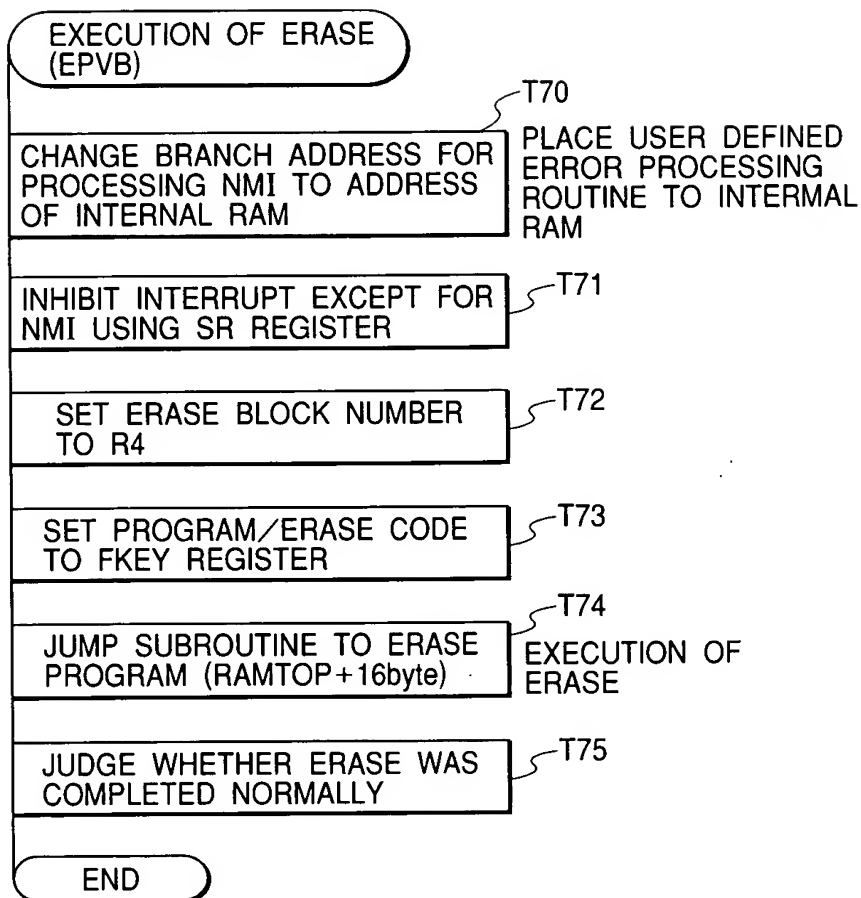 EXECUTION OF ERASE
(EPVB)
T70
CHANGE BRANCH ADDRESS FOR
PROCESSING NMI TO ADDRESS
OF INTERNAL RAM
PLACE USER DEFINED
ERROR PROCESSING
ROUTINE TO INTERMAL
RAM
T71
INHIBIT INTERRUPT EXCEPT FOR
NMI USING SR REGISTER
T72
SET ERASE BLOCK NUMBER
TO R4
T73
SET PROGRAM/ERASE CODE
TO FKEY REGISTER
T74
JUMP SUBROUTINE TO ERASE
PROGRAM (RAMTOP+16byte)
EXECUTION OF
ERASE
T75
JUDGE WHETHER ERASE WAS
COMPLETED NORMALLY
END